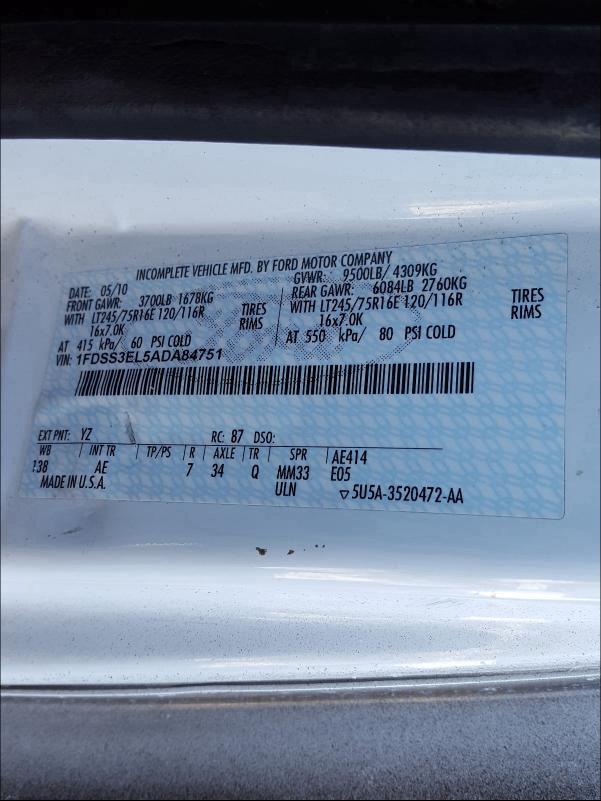 INCOMPLETE VEHICLE MFD. BY FORD MOTOR COMPANY
DATE: 05/10 GVWR: 9500LB/ 4309KG
FRONT GAWR: 3700LB 1678KG REAR GAWR: 6084LB 2760KG
WITH LT245/75R16E 120/116R TIRES WITH LT245/75R16E 120/116R TIRES
16x7.0K RIMS 16x7.0K RIMS
AT 415 kPa/ 60 PSI COLD AT 550 kPa/ 80 PSI COLD
VIN: 1FDSS3EL5ADA84751
EXT PNT: YZ RC: 87 DSO:
WB INT TR TP/PS R AXLE TR SPR AE414
138 AE 7 34 Q MM33 E05
MADE IN U.S.A. ULN ▽5U5A-3520472-AA